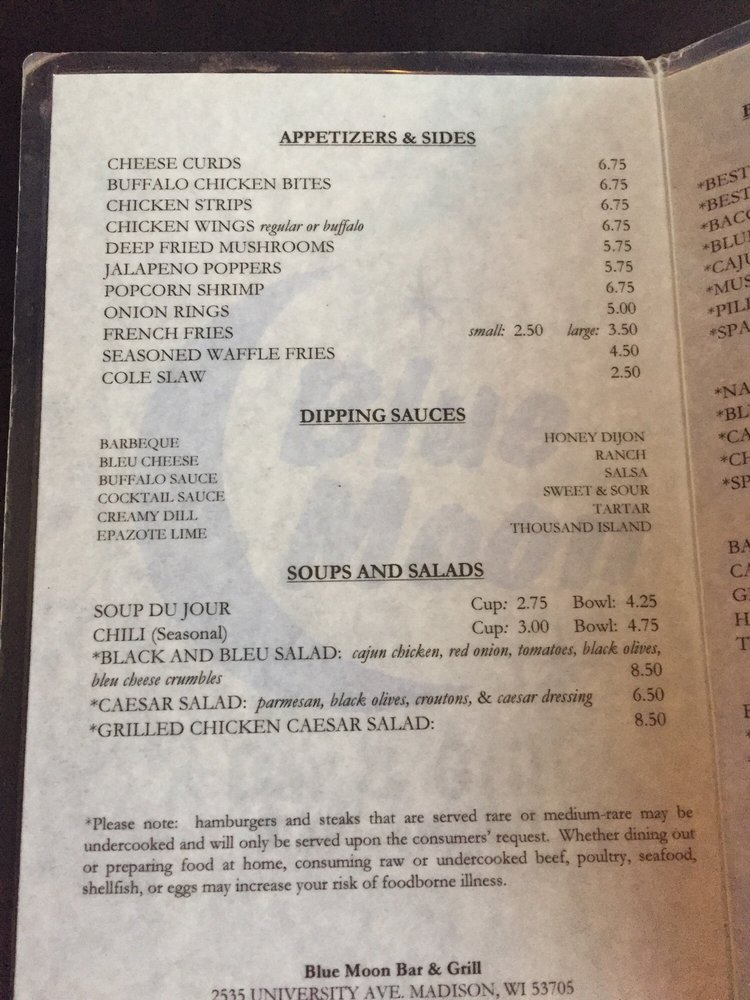 APPETIZERS & SIDES
CHEESE CURDS 6.75
BUFFALO CHICKEN BITES 6.75
CHICKEN STRIPS 6.75
CHICKEN WINGS regular or buffalo 6.75
DEEP FRIED MUSHROOMS 5.75
JALAPENO POPPERS 5.75
POPCORN SHRIMP 6.75
ONION RINGS 5.00
FRENCH FRIES small: 2.50 large: 3.50
SEASONED WAFFLE FRIES 4.50
COLE SLAW 2.50
DIPPING SAUCES
BARBEQUE HONEY DIJON
BLEU CHEESE RANCH
BUFFALO SAUCE SALSA
COCKTAIL SAUCE SWEET & SOUR
CREAMY DILL TARTAR
EPAZOTE LIME THOUSAND ISLAND
SOUPS AND SALADS
SOUP DU JOUR Cup: 2.75 Bowl: 4.25
CHILI (Seasonal) Cup: 3.00 Bowl: 4.75
*BLACK AND BLEU SALAD: cajun chicken, red onion, tomatoes, black olives,
bleu cheese crumbles 8.50
*CAESAR SALAD: parmesan, black olives, croutons, & caesar dressing 6.50
*GRILLED CHICKEN CAESAR SALAD: 8.50
*Please note: hamburgers and steaks that are served rare or medium-rare may be
undercooked and will only be served upon the consumers' request. Whether dining out
or preparing food at home, consuming raw or undercooked beef, poultry, seafood,
shellfish, or eggs may increase your risk of foodborne illness.
Blue Moon Bar & Grill
2535 UNIVERSITY AVE. MADISON, WI 53705
Blue
Moon
*BEST
*BEST